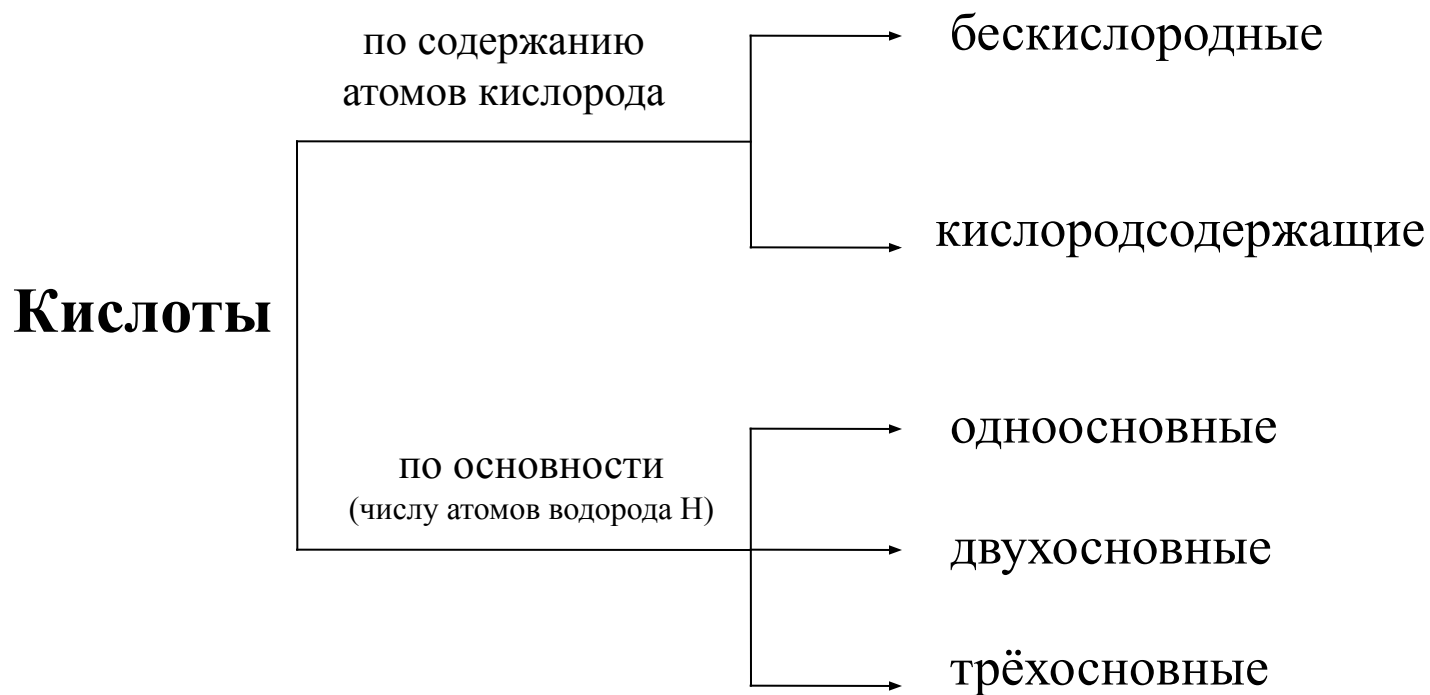 Кислоты
по содержанию
атомов кислорода
бескислородные
кислородсодержащие
по основности
(числу атомов водорода Н)
одноосновные
двухосновные
трёхосновные